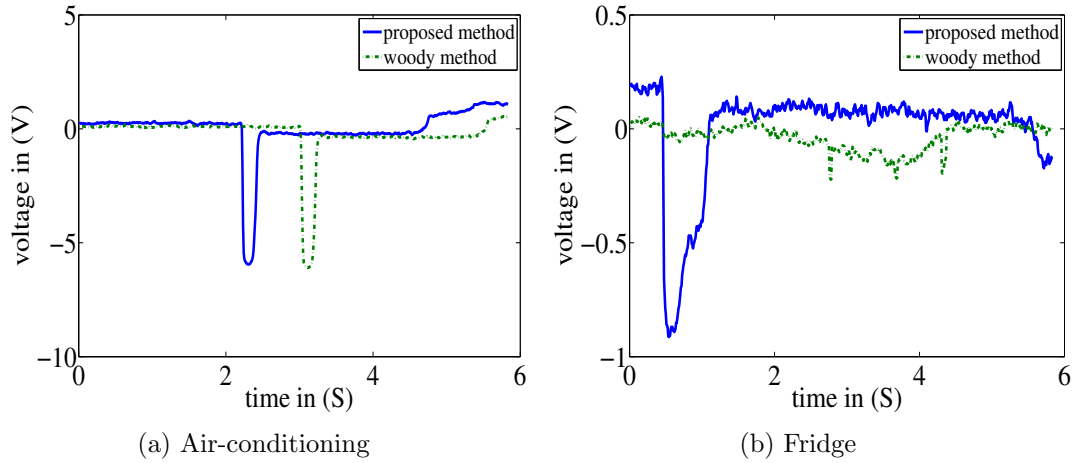 5
0
−5
−10
0
2
4
6
voltage in (V)
time in (S)
proposed method
woody method
(a) Air-conditioning
0.5
0
−0.5
−1
0
2
4
6
voltage in (V)
time in (S)
proposed method
woody method
(b) Fridge